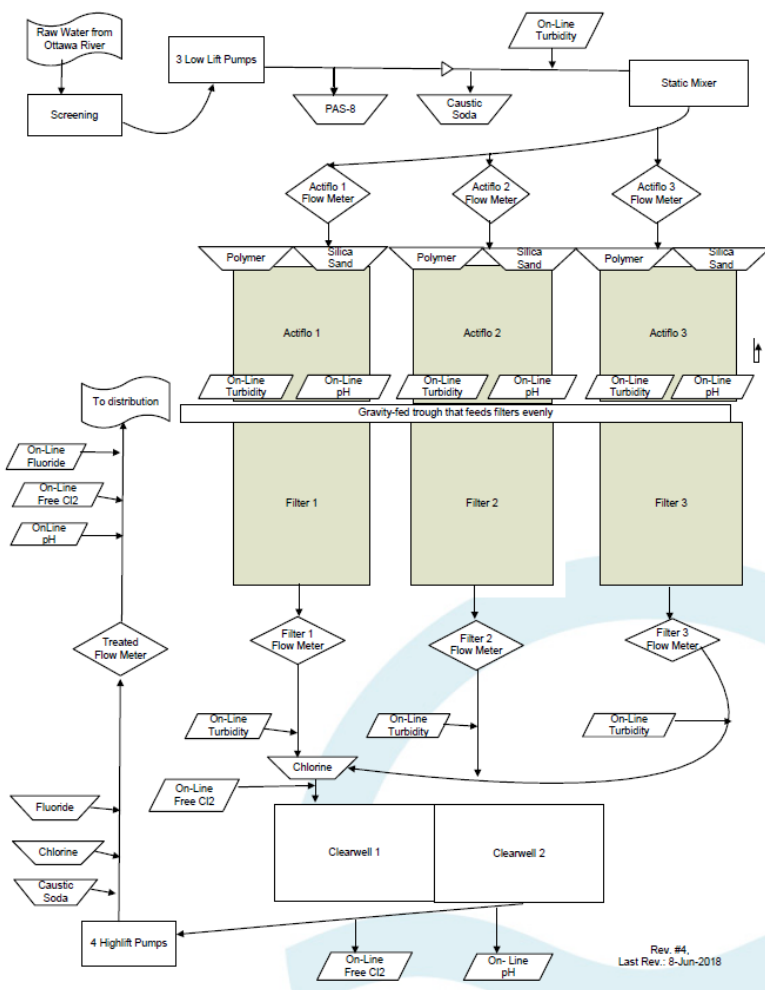 Raw Water from
Ottawa River
3 Low Lift Pumps
On-Line
Turbidity
Static Mixer
Screening
PAS-8
Caustic
Soda
Actiflo 1
Flow Meter
Actiflo 2
Flow Meter
Actiflo 3
Flow Meter
Polymer
Silica
Sand
Polymer
Silica
Sand
Polymer
Silica
Sand
Actiflo 1
Actiflo 2
Actiflo 3
On-Line
Turbidity
On-Line
pH
On-Line
Turbidity
On-Line
pH
On-Line
Turbidity
On-Line
pH
To distribution
Gravity-fed trough that feeds filters evenly
On-Line
Fluoride
On-Line
Free Cl2
OnLine
pH
Filter 1
Filter 2
Filter 3
Treated
Flow Meter
Filter 1
Flow Meter
Filter 2
Flow Meter
Filter 3
Flow Meter
On-Line
Turbidity
On-Line
Turbidity
On-Line
Turbidity
Chlorine
On-Line
Free Cl2
Fluoride
Chlorine
Caustic
Soda
Clearwell 1
Clearwell 2
4 Highlift Pumps
On-Line
Free Cl2
On- Line
pH
Rev. #4,
Last Rev.: 8-Jun-2018